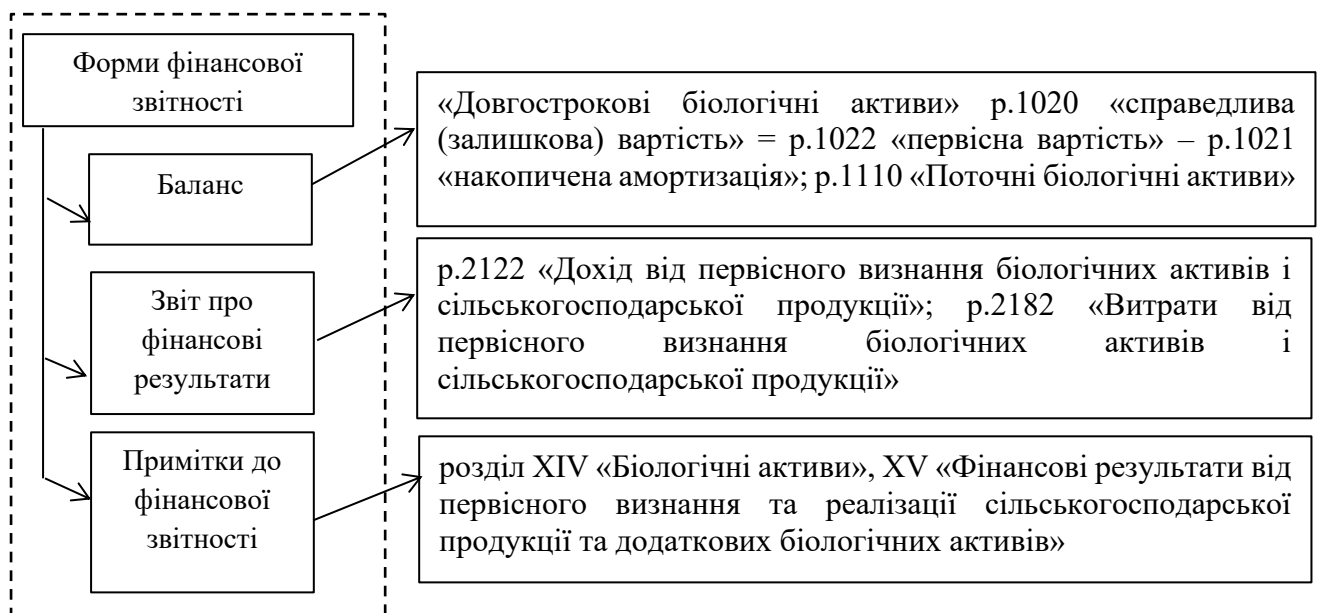 Форми фінансової
звітності
Баланс
«Довгострокові біологічні активи» р.1020 «справедлива
(залишкова) вартість» = р.1022 «первісна вартість» – р.1021
«накопичена амортизація»; р.1110 «Поточні біологічні активи»
Звіт про
фінансові
результати
р.2122 «Дохід від первісного визнання біологічних активів і
сільськогосподарської продукції»; р.2182 «Витрати від
первісного визнання біологічних активів і
сільськогосподарської продукції»
Примітки до
фінансової
звітності
розділ XIV «Біологічні активи», XV «Фінансові результати від
первісного визнання та реалізації сільськогосподарської
продукції та додаткових біологічних активів»